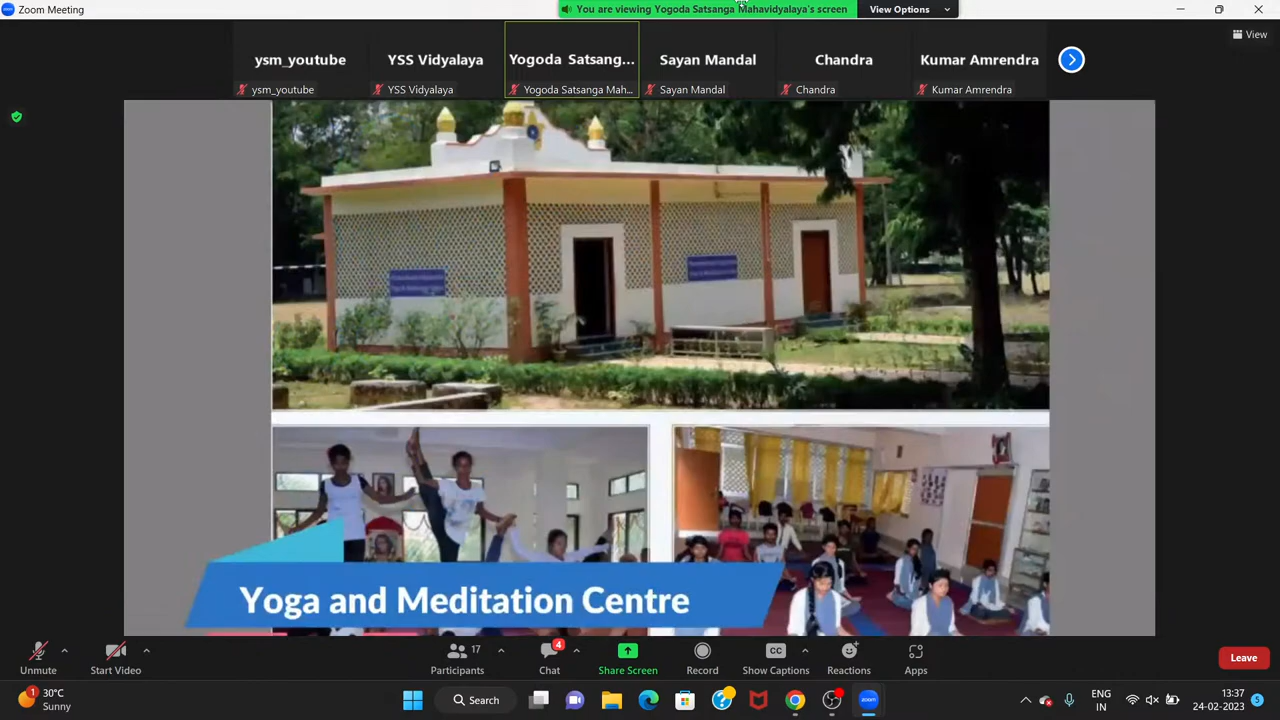 Zoom Meeting
You are viewing Yogoda Satsanga Mahavidyalaya's screen
View Options
View
ysm_youtube
YSS Vidyalaya
Yogoda Satsang...
Sayan Mandal
Chandra
Kumar Amrendra
ysm_youtube
YSS Vidyalaya
Yogoda Satsanga Mah...
Sayan Mandal
Chandra
Kumar Amrendra
Yoga and Meditation Centre
17
4
CC
Unmute
Start Video
Participants
Chat
Share Screen
Record
Show Captions
Reactions
Apps
Leave
1
30°C
Sunny
Search
ENG
IN
13:37
24-02-2023
5